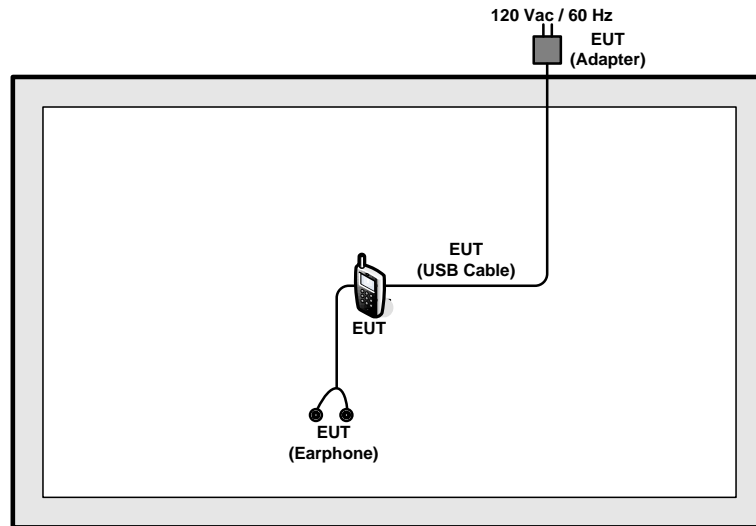 120 Vac / 60 Hz
EUT
(Adapter)
EUT
(USB Cable)
EUT
EUT
(Earphone)